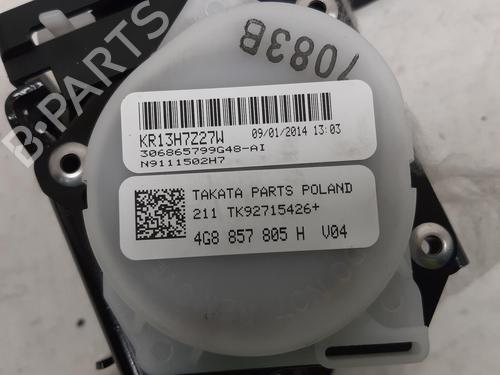 7083B
B-PARTS
KR13H7Z27W 09/01/2014 13:03
306865799G48-AI
N9111502H7
TAKATA PARTS POLAND
211 TK92715426+
4G8 857 805 H V04